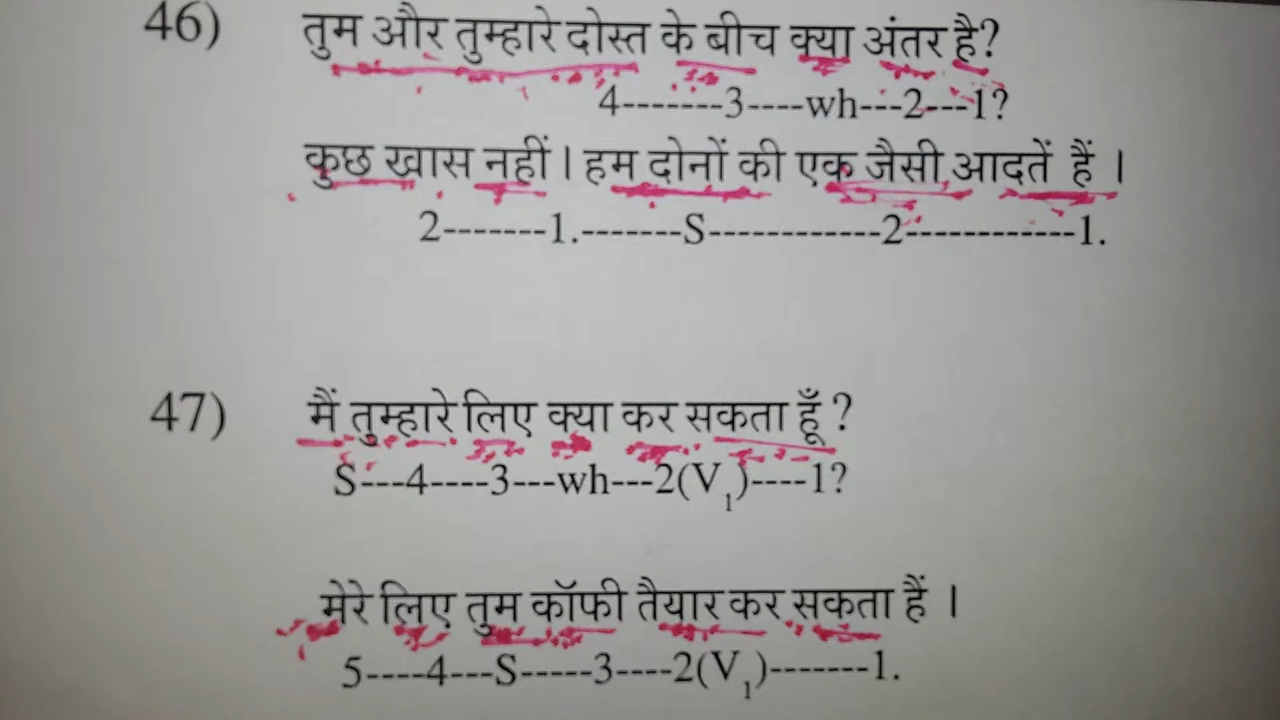 46) तुम और तुम्हारे दोस्त के बीच क्या अंतर है?
4-------3----wh---2---1?
कुछ खास नहीं । हम दोनों की एक जैसी आदतें हैं ।
2-------1.-------S------------2------------1.
47) मैं तुम्हारे लिए क्या कर सकता हूँ ?
S---4----3---wh---2(V1)----1?
मेरे लिए तुम कॉफी तैयार कर सकता हैं ।
5----4---S-----3----2(V1)-------1.